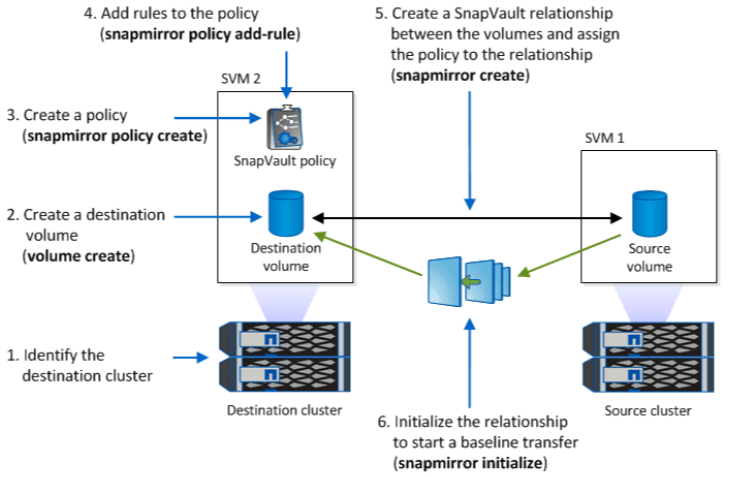 4. Add rules to the policy
(snapmirror policy add-rule)
5. Create a SnapVault relationship
between the volumes and assign
the policy to the relationship
(snapmirror create)
SVM 2
3. Create a policy
(snapmirror policy create)
SnapVault policy
SVM 1
2. Create a destination
volume
(volume create)
Destination
volume
Source
volume
1. Identify the
destination cluster
Destination cluster
Source cluster
6. Initialize the relationship
to start a baseline transfer
(snapmirror initialize)